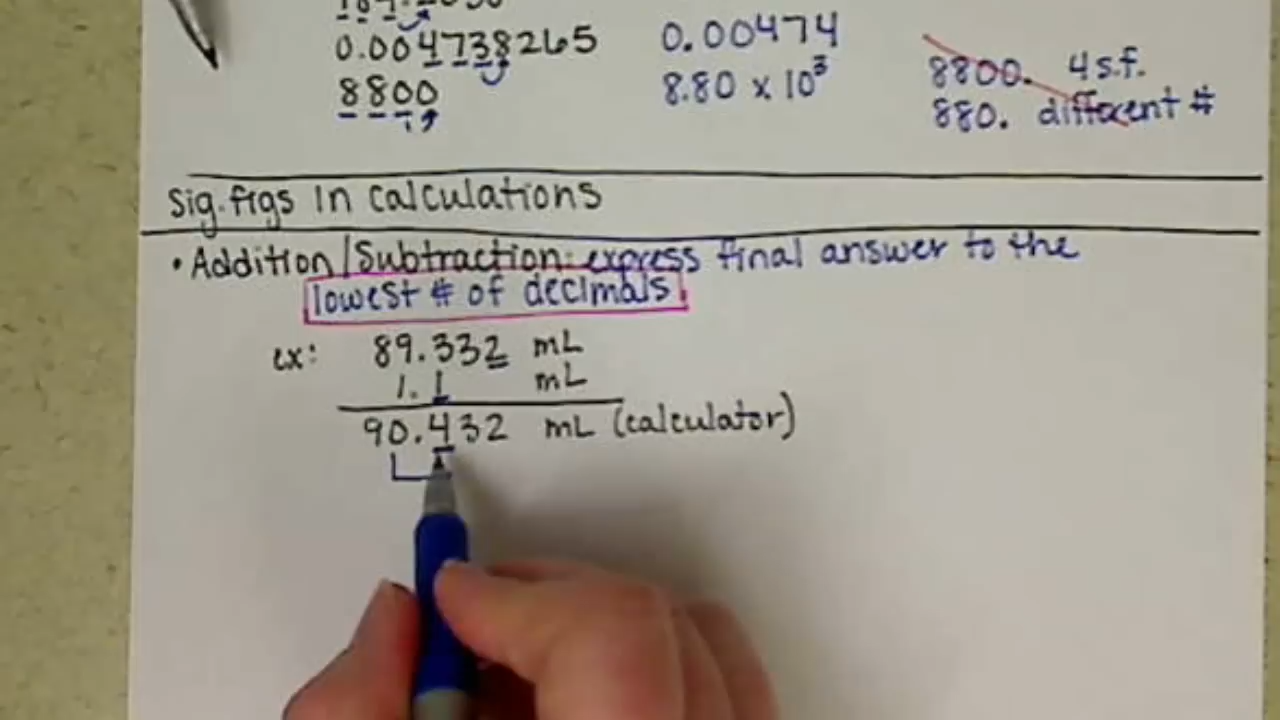 0.004738265 0.00474
8800. 4 s.f.
8800 8.80 x 10³
880. different #
Sig. figs in Calculations
• Addition/Subtraction: express final answer to the
lowest # of decimals.
ex: 89.332 mL
1.1 mL
90.432 mL (calculator)